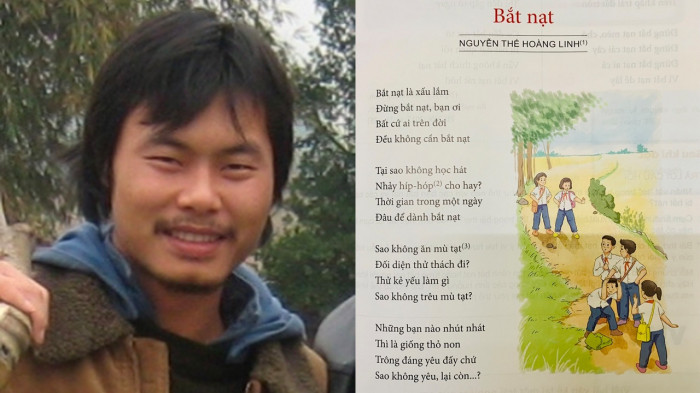 Bắt nạt
NGUYỄN THẾ HOÀNG LINH(1)
Bắt nạt là xấu lắm
Đừng bắt nạt, bạn ơi
Bất cứ ai trên đời
Đều không cần bắt nạt
Tại sao không học hát
Nhảy híp-hóp(2) cho hay?
Thời gian trong một ngày
Đâu để dành bắt nạt
Sao không ăn mù tạt(3)
Đối diện thử thách đi?
Thử kẻ yếu làm gì
Sao không trêu mù tạt?
Những bạn nào nhút nhát
Thì là giống thỏ non
Trông đáng yêu đấy chứ
Sao không yêu, lại còn...?